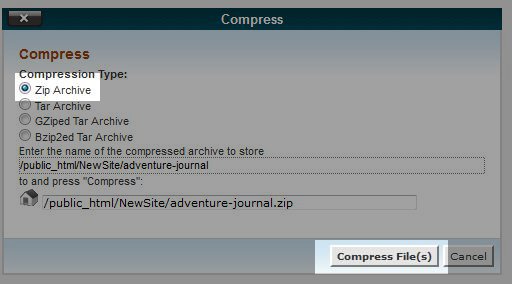 Compress
Compress
Compression Type:
Zip Archive
Tar Archive
GZiped Tar Archive
Bzip2ed Tar Archive
Enter the name of the compressed archive to store
/public_html/NewSite/adventure-journal
to and press "Compress":
/public_html/NewSite/adventure-journal.zip
Compress File(s) Cancel